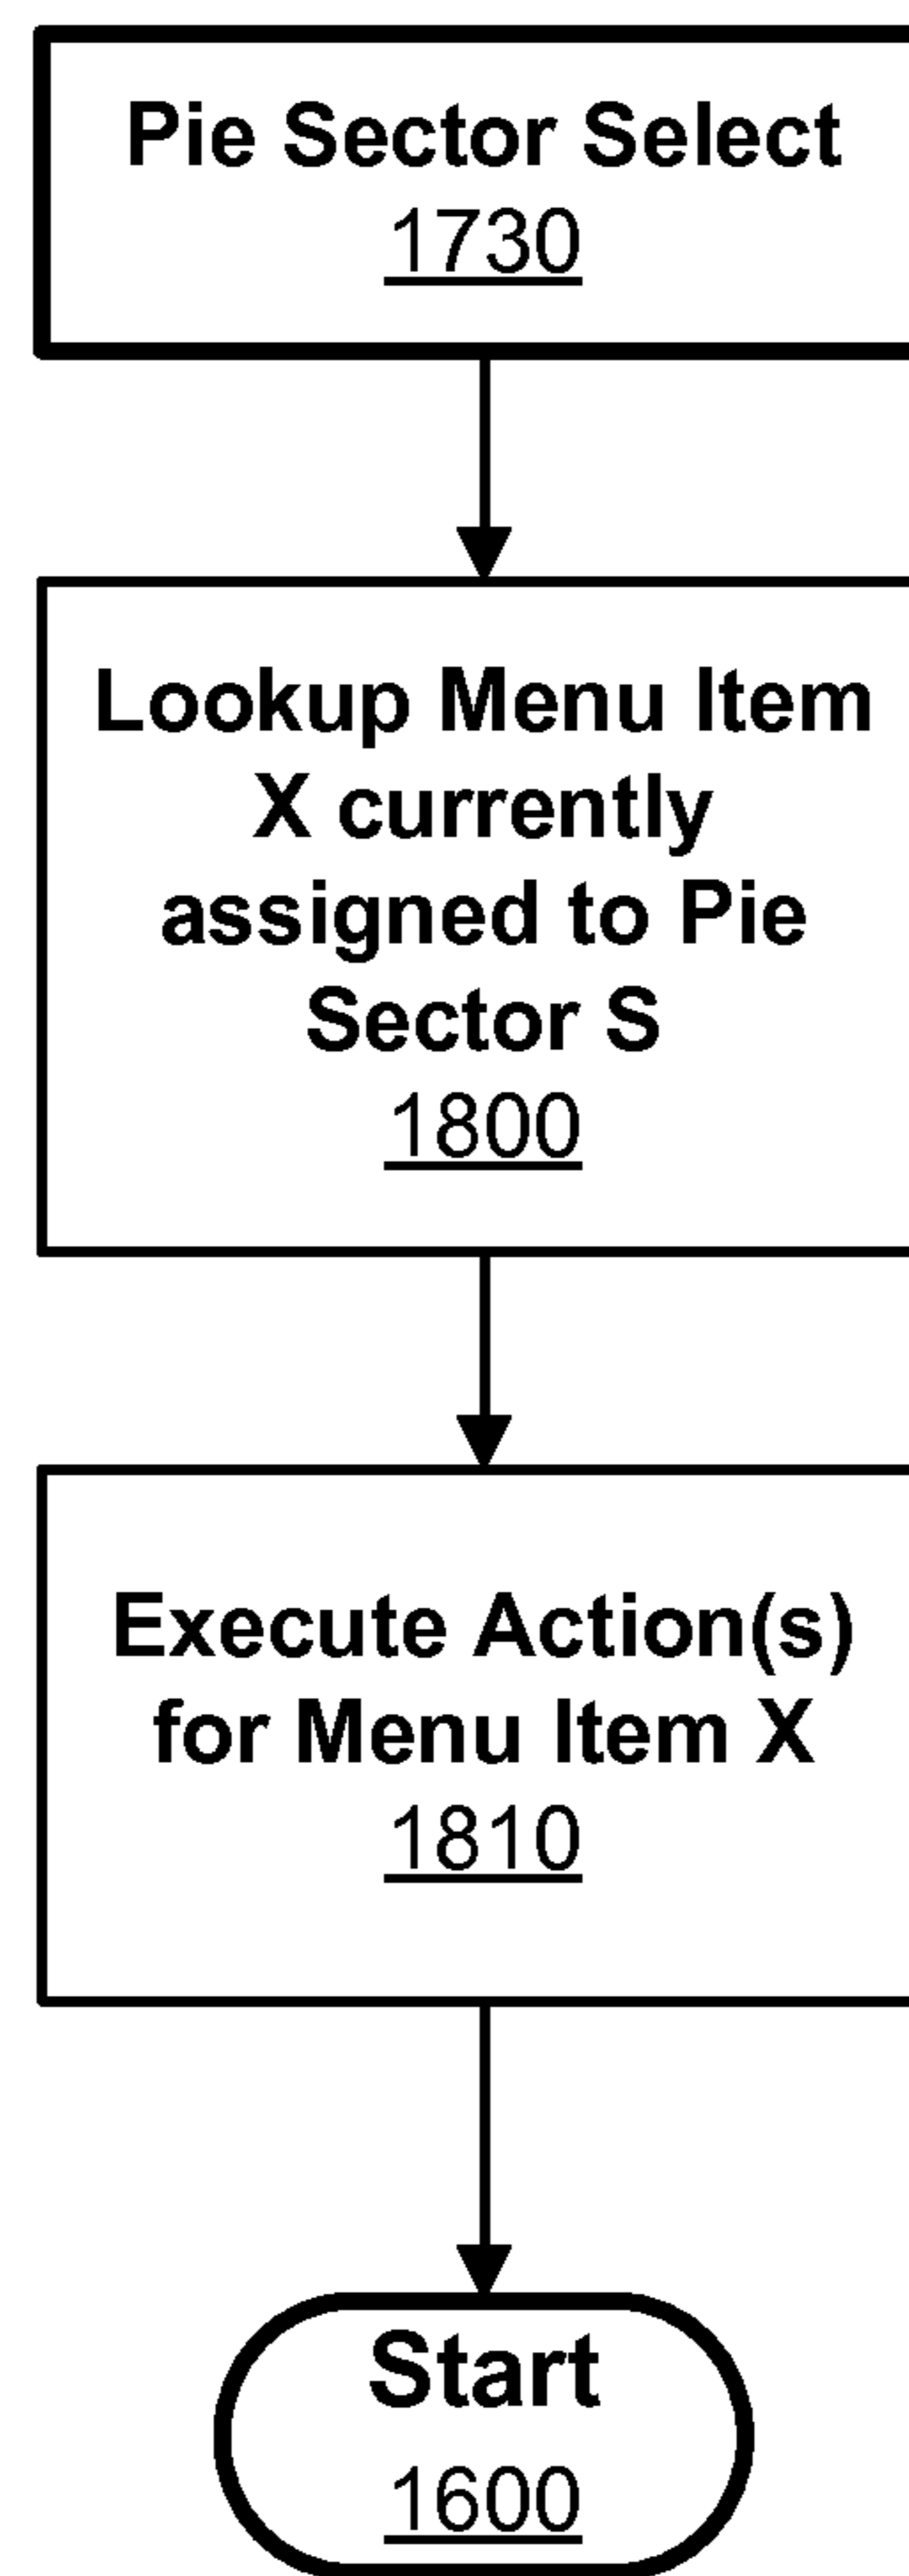 Pie Sector Select
1730
Lookup Menu Item
X currently
assigned to Pie
Sector S
1800
Execute Action(s)
for Menu Item X
1810
Start
1600